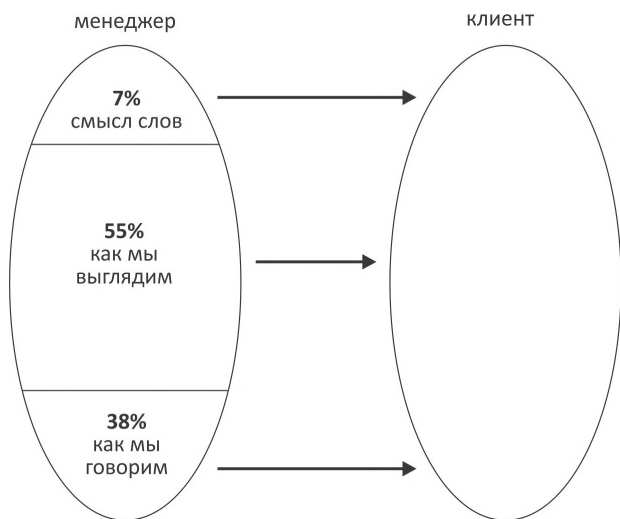 менеджер
клиент
7%
смысл слов
55%
как мы
выглядим
38%
как мы
говорим